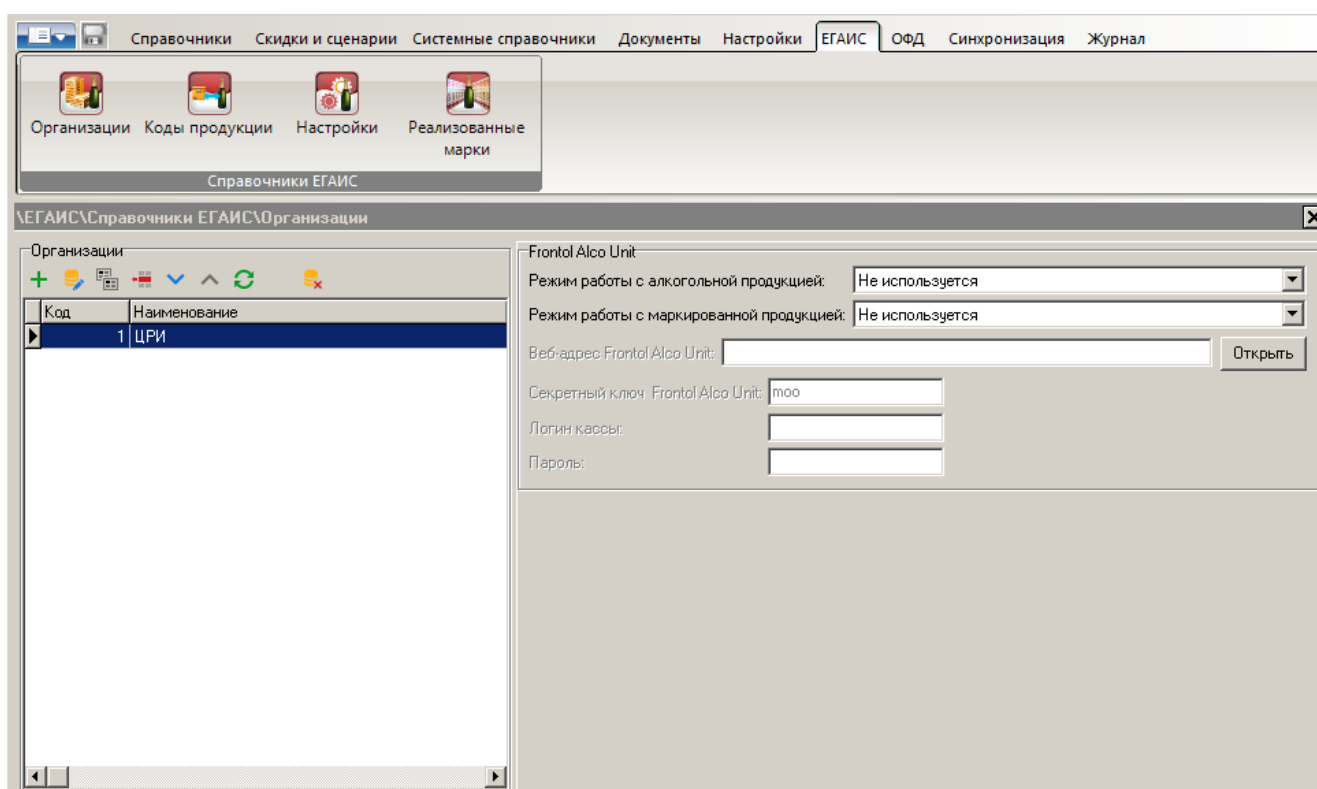 Справочники Скидки и сценарии Системные справочники Документы Настройки ЕГАИС ОФД Синхронизация Журнал
Организации Коды продукции Настройки Реализованные марки
Справочники ЕГАИС
\ЕГАИС\Справочники ЕГАИС\Организации
Организации
Код Наименование
1 ЦРИ
Frontol Alco Unit
Режим работы с алкогольной продукцией: Не используется
Режим работы с маркированной продукцией: Не используется
Веб-адрес Frontol Alco Unit: Открыть
Секретный ключ Frontol Alco Unit: moo
Логин кассы:
Пароль: